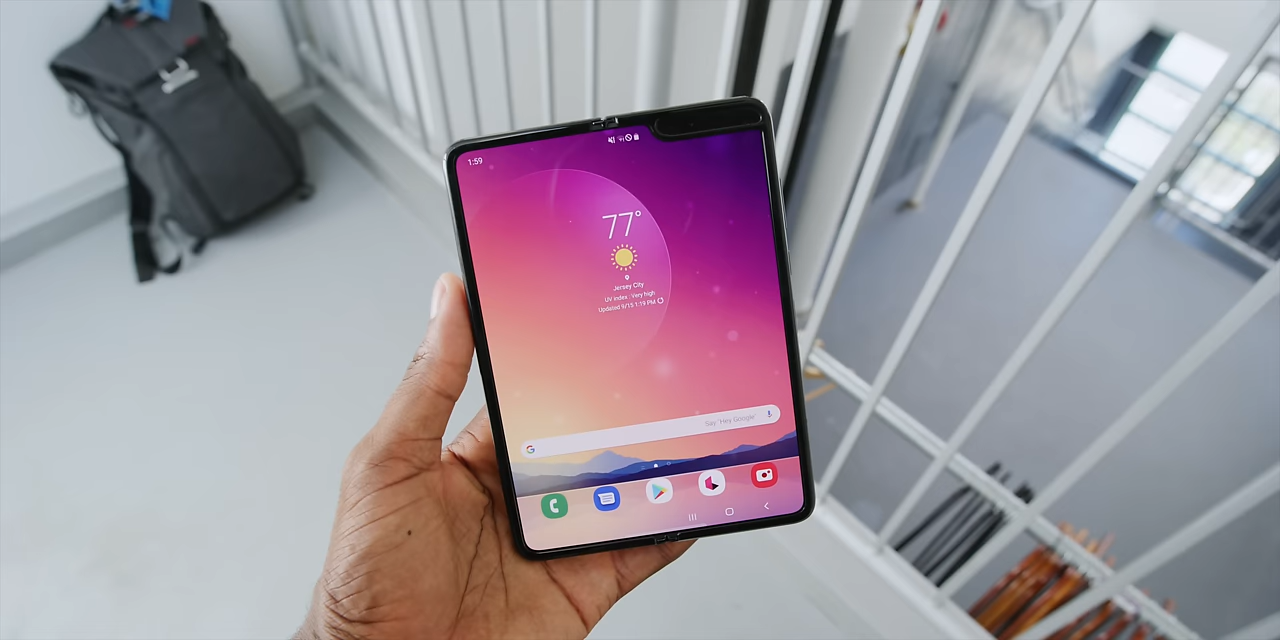 1:59
77°
Jersey City
UV index : Very high
Updated 9/15 1:19 PM
G
Say "Hey Google"